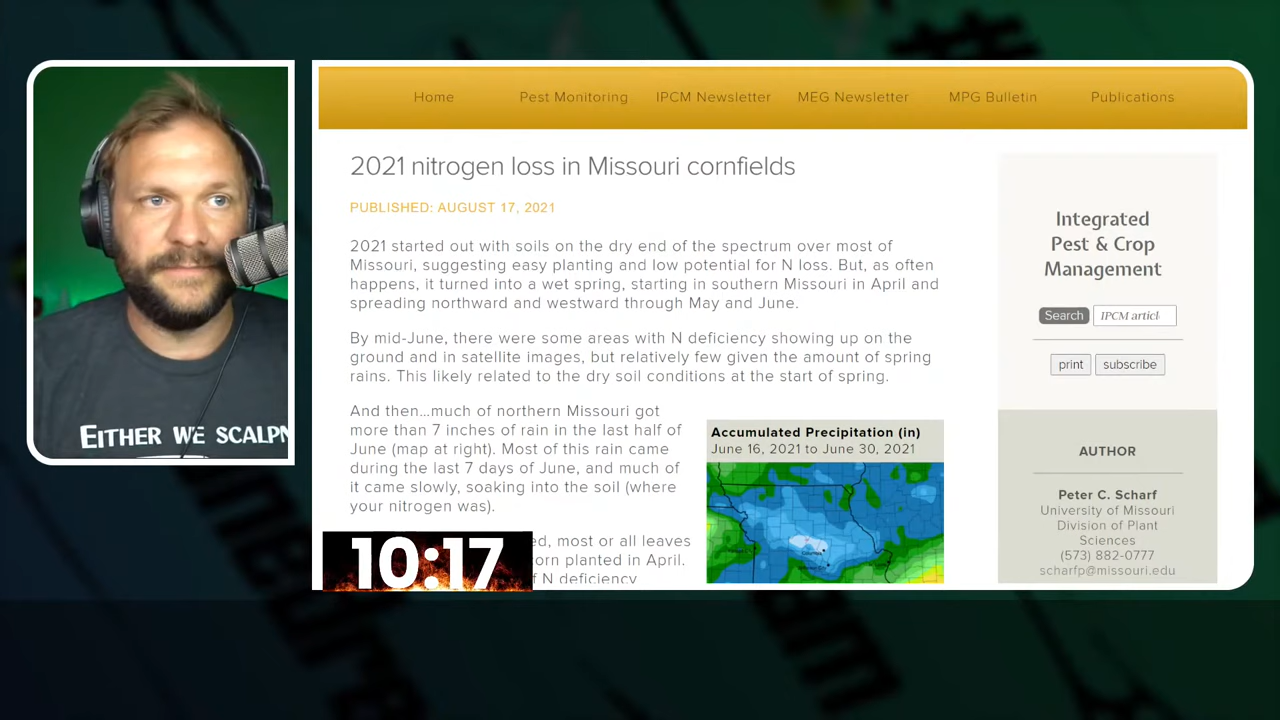 EITHER WE SCALPN
Home Pest Monitoring IPCM Newsletter MEG Newsletter MPG Bulletin Publications
2021 nitrogen loss in Missouri cornfields
PUBLISHED: AUGUST 17, 2021
2021 started out with soils on the dry end of the spectrum over most of
Missouri, suggesting easy planting and low potential for N loss. But, as often
happens, it turned into a wet spring, starting in southern Missouri in April and
spreading northward and westward through May and June.
By mid-June, there were some areas with N deficiency showing up on the
ground and in satellite images, but relatively few given the amount of spring
rains. This likely related to the dry soil conditions at the start of spring.
And then...much of northern Missouri got
more than 7 inches of rain in the last half of
June (map at right). Most of this rain came
during the last 7 days of June, and much of
it came slowly, soaking into the soil (where
your nitrogen was).
ed, most or all leaves
orn planted in April.
f N deficiency
10:17
Accumulated Precipitation (in)
June 16, 2021 to June 30, 2021
Integrated
Pest & Crop
Management
Search IPCM articl
print subscribe
AUTHOR
Peter C. Scharf
University of Missouri
Division of Plant
Sciences
(573) 882-0777
scharfp@missouri.edu